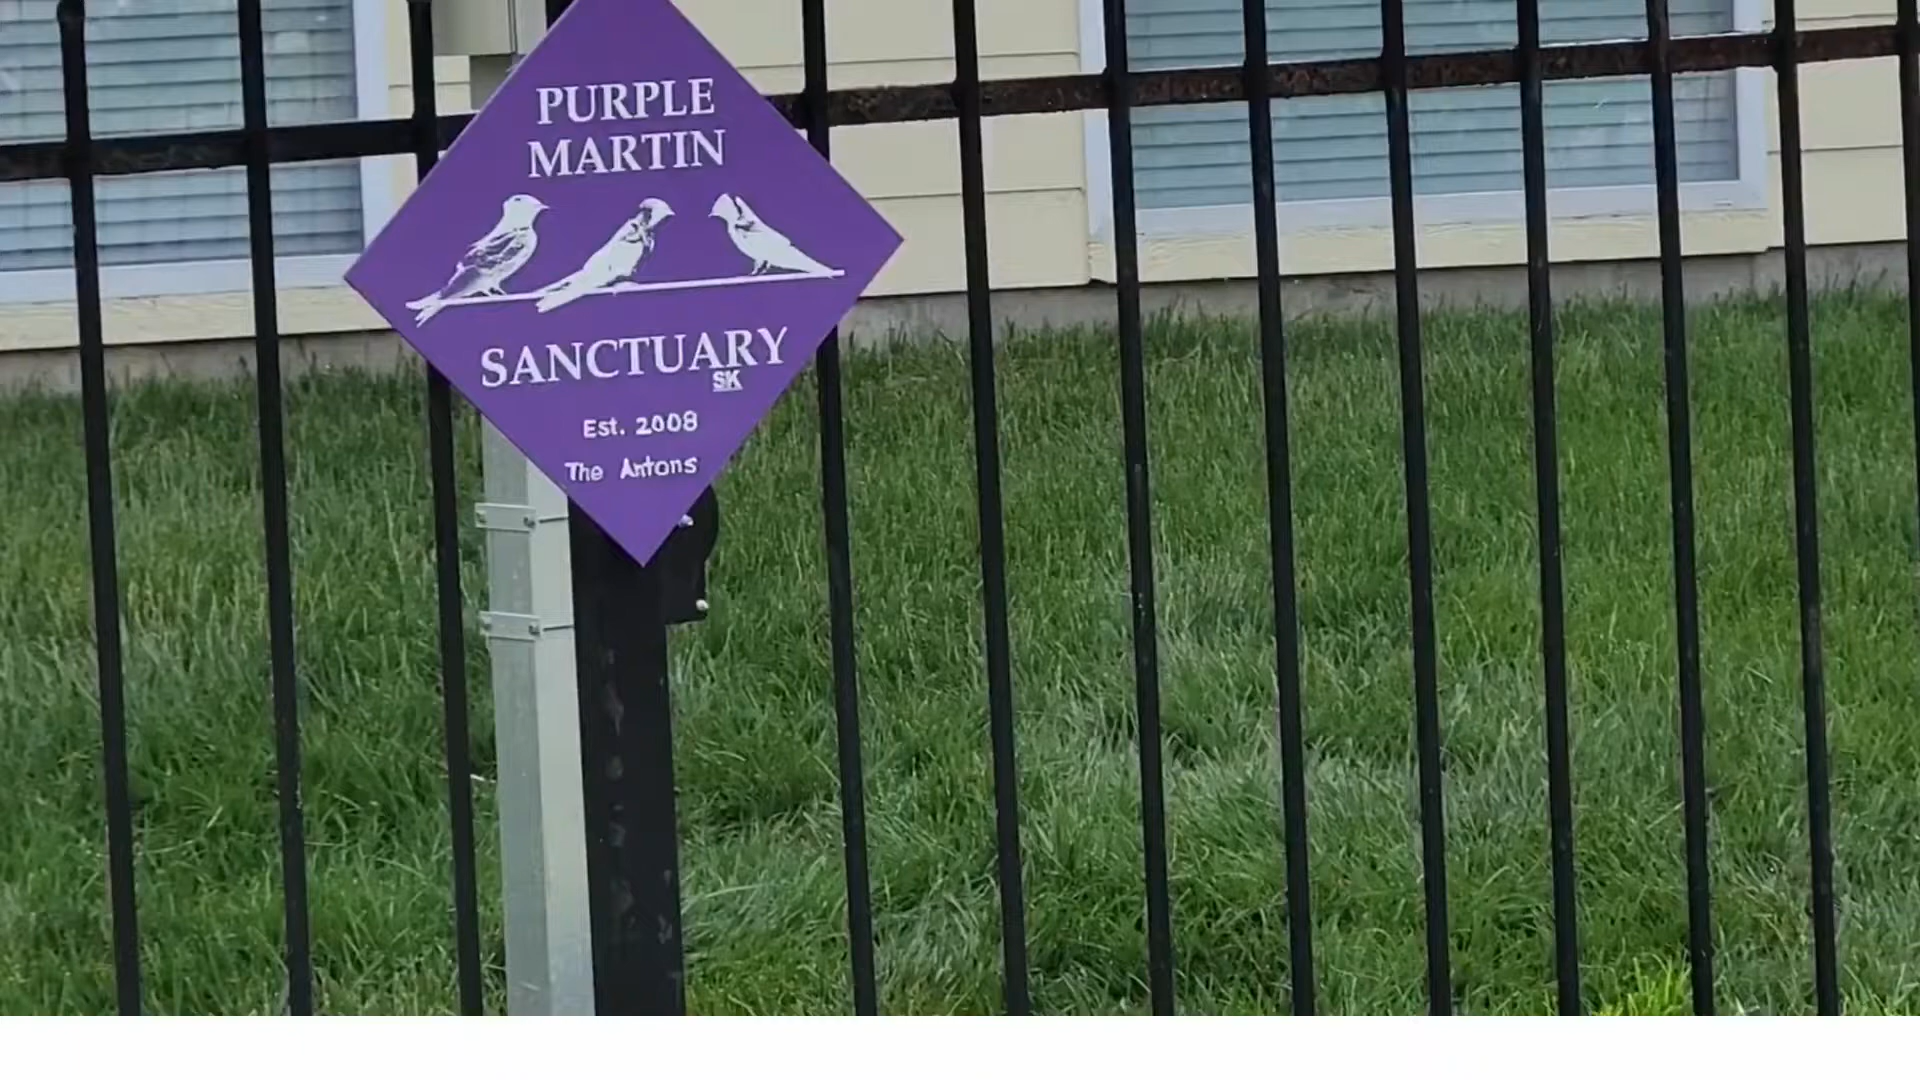 PURPLE
MARTIN
SANCTUARY
SK
Est. 2008
The Antons